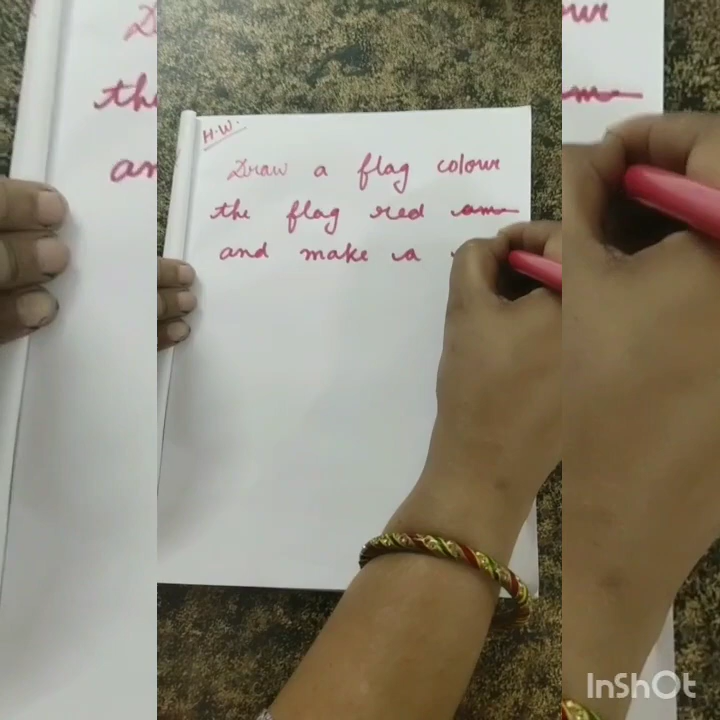 H.W.
Draw a flag colour
the flag red
and make a
InShOt